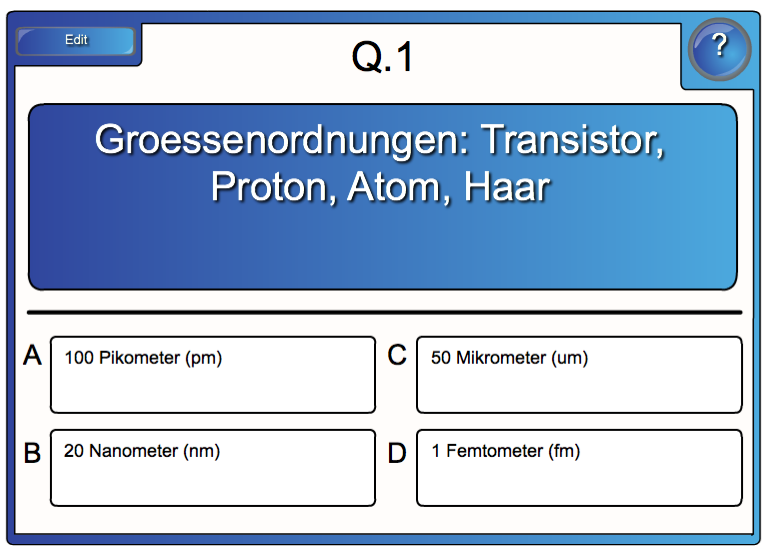 Edit
Q.1
?
Groessenordnungen: Transistor,
Proton, Atom, Haar
A 100 Pikometer (pm)
B 20 Nanometer (nm)
C 50 Mikrometer (um)
D 1 Femtometer (fm)